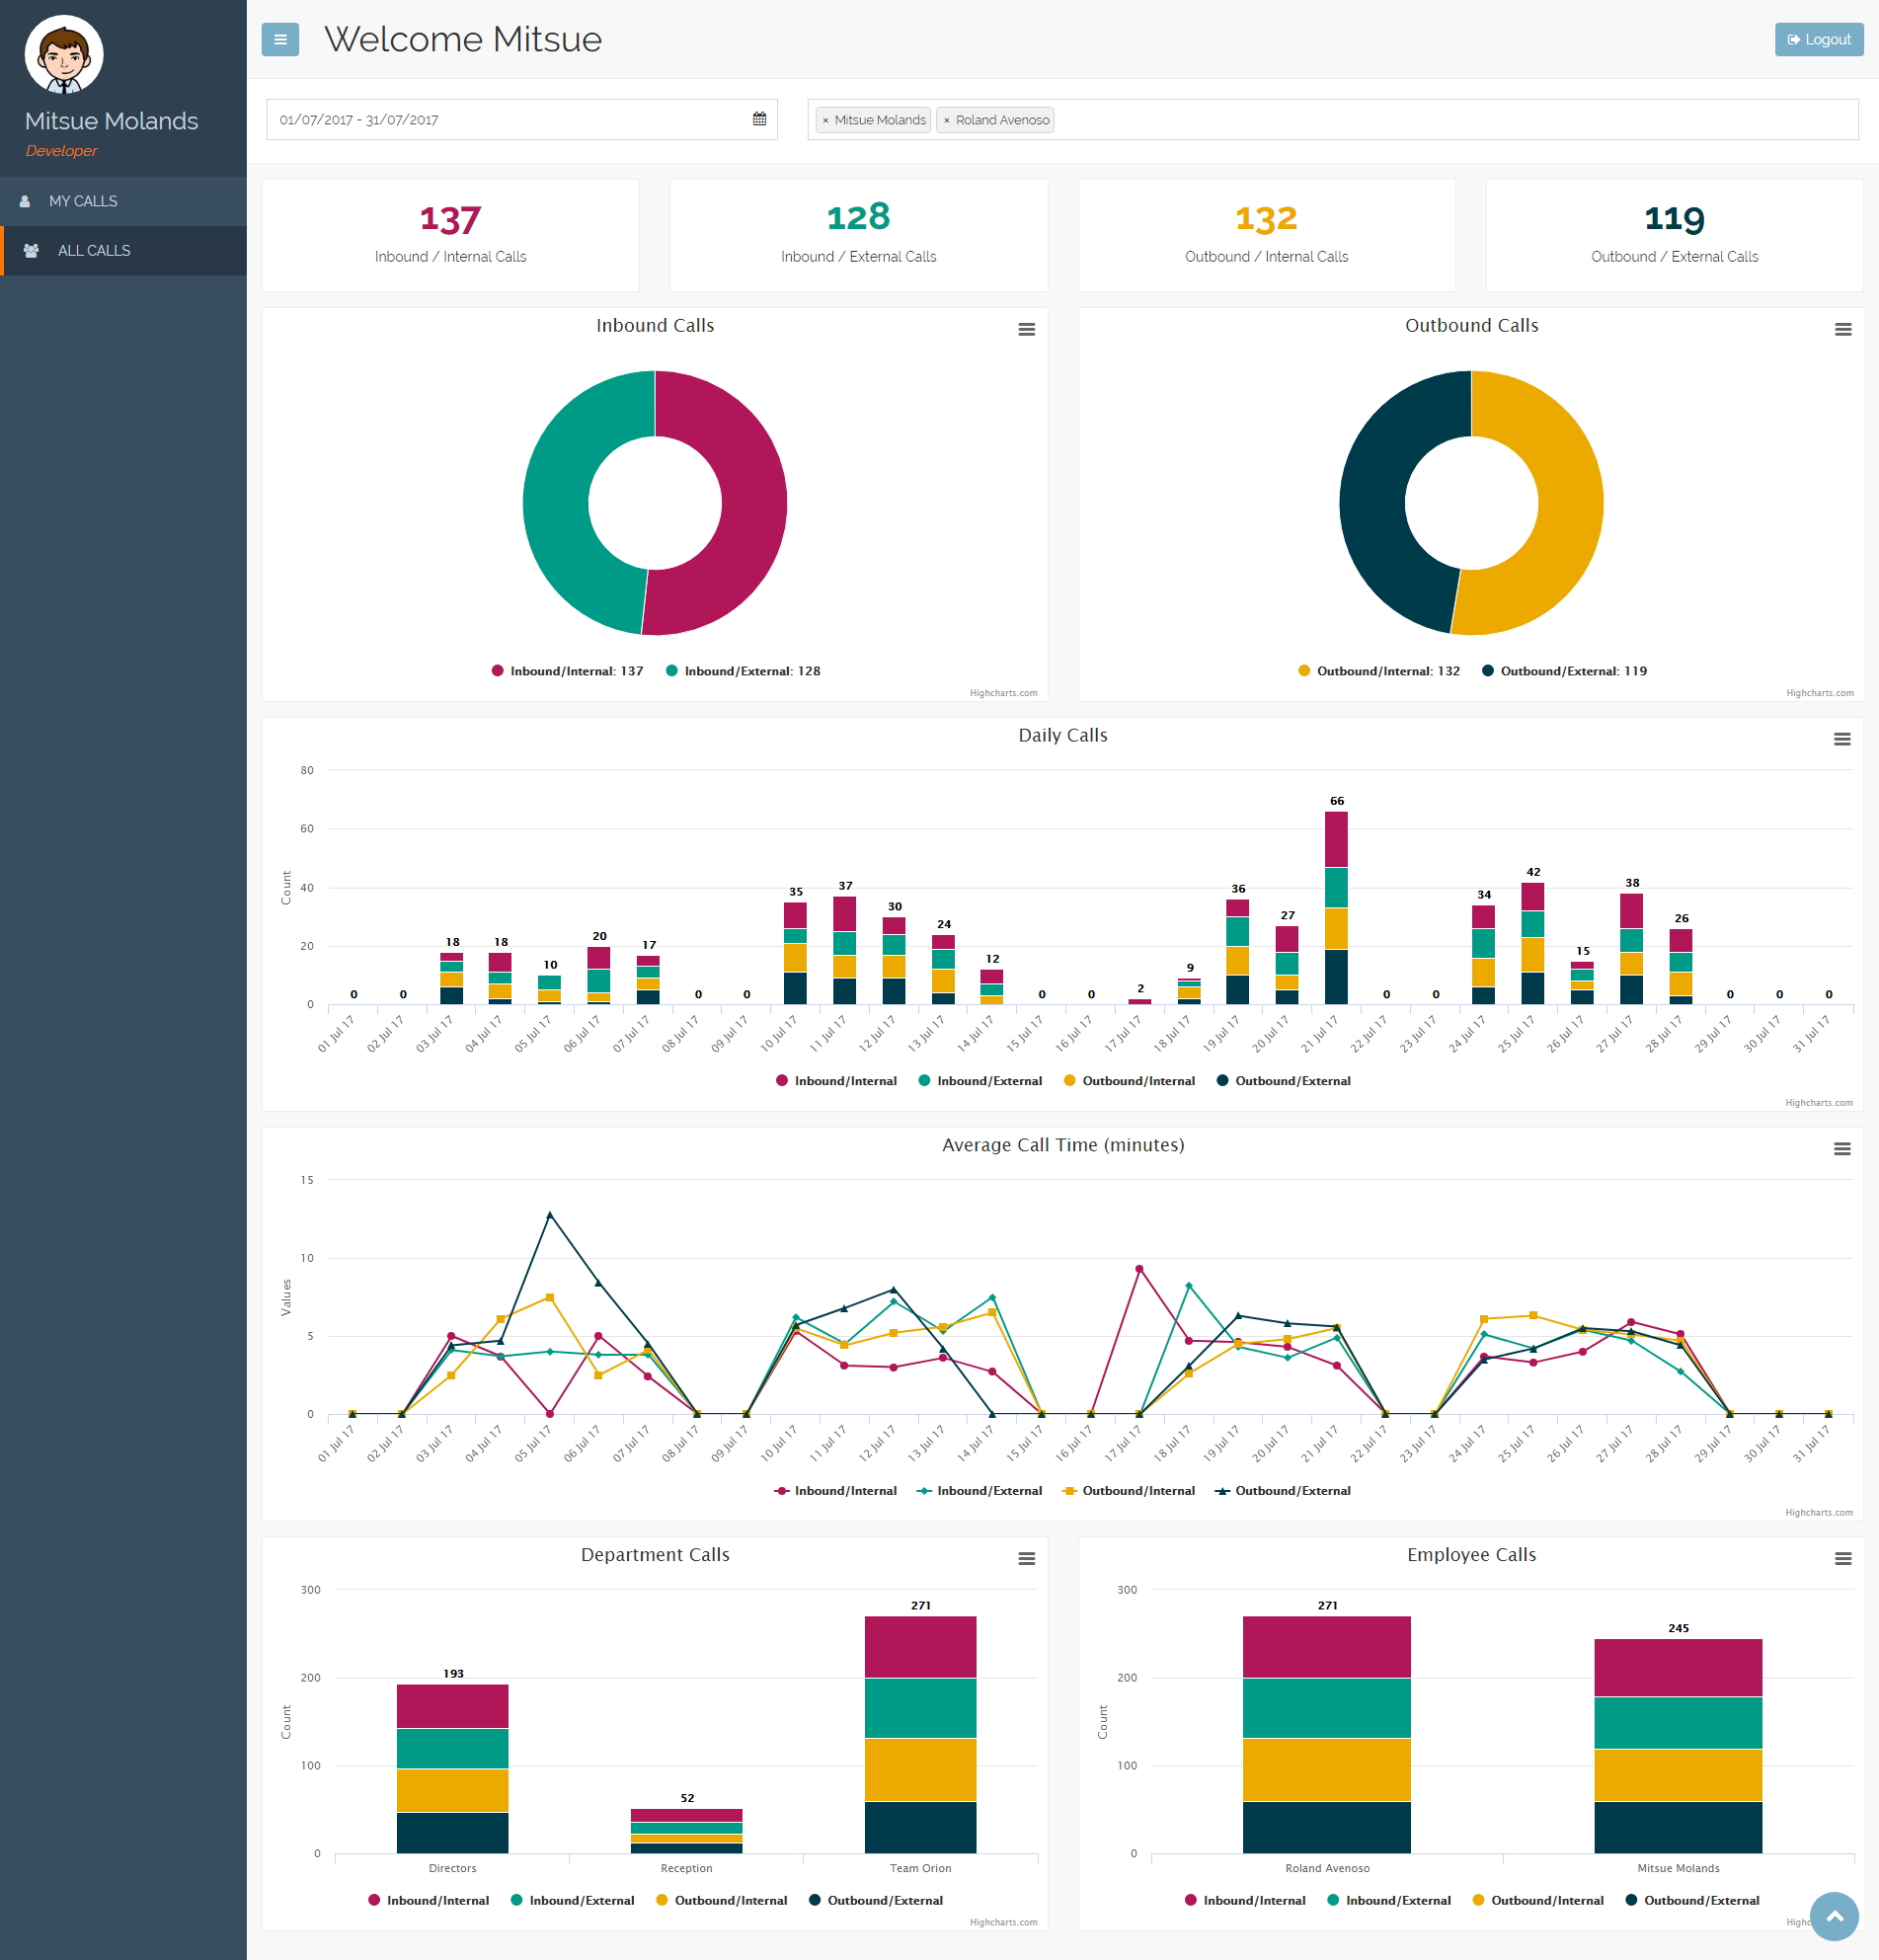 Welcome Mitsue
Logout
Mitsue Molands
Developer
MY CALLS
ALL CALLS
01/07/2017 - 31/07/2017
× Mitsue Molands × Roland Avenoso
137
Inbound / Internal Calls
128
Inbound / External Calls
132
Outbound / Internal Calls
119
Outbound / External Calls
Inbound Calls
Inbound/Internal: 137 Inbound/External: 128
Highcharts.com
Outbound Calls
Outbound/Internal: 132 Outbound/External: 119
Highcharts.com
Daily Calls
Count
80
60
40
20
0
0 0 18 18 10 20 17 0 0 35 37 30 24 12 0 0 2 9 36 27 66 0 0 34 42 15 38 26 0 0 0
01 Jul 17 02 Jul 17 03 Jul 17 04 Jul 17 05 Jul 17 06 Jul 17 07 Jul 17 08 Jul 17 09 Jul 17 10 Jul 17 11 Jul 17 12 Jul 17 13 Jul 17 14 Jul 17 15 Jul 17 16 Jul 17 17 Jul 17 18 Jul 17 19 Jul 17 20 Jul 17 21 Jul 17 22 Jul 17 23 Jul 17 24 Jul 17 25 Jul 17 26 Jul 17 27 Jul 17 28 Jul 17 29 Jul 17 30 Jul 17 31 Jul 17
Inbound/Internal Inbound/External Outbound/Internal Outbound/External
Highcharts.com
Average Call Time (minutes)
Values
15
10
5
0
01 Jul 17 02 Jul 17 03 Jul 17 04 Jul 17 05 Jul 17 06 Jul 17 07 Jul 17 08 Jul 17 09 Jul 17 10 Jul 17 11 Jul 17 12 Jul 17 13 Jul 17 14 Jul 17 15 Jul 17 16 Jul 17 17 Jul 17 18 Jul 17 19 Jul 17 20 Jul 17 21 Jul 17 22 Jul 17 23 Jul 17 24 Jul 17 25 Jul 17 26 Jul 17 27 Jul 17 28 Jul 17 29 Jul 17 30 Jul 17 31 Jul 17
Inbound/Internal Inbound/External Outbound/Internal Outbound/External
Highcharts.com
Department Calls
Count
300
200
100
0
193 52 271
Directors Reception Team Orion
Inbound/Internal Inbound/External Outbound/Internal Outbound/External
Highcharts.com
Employee Calls
Count
300
200
100
0
271 245
Roland Avenoso Mitsue Molands
Inbound/Internal Inbound/External Outbound/Internal Outbound/External